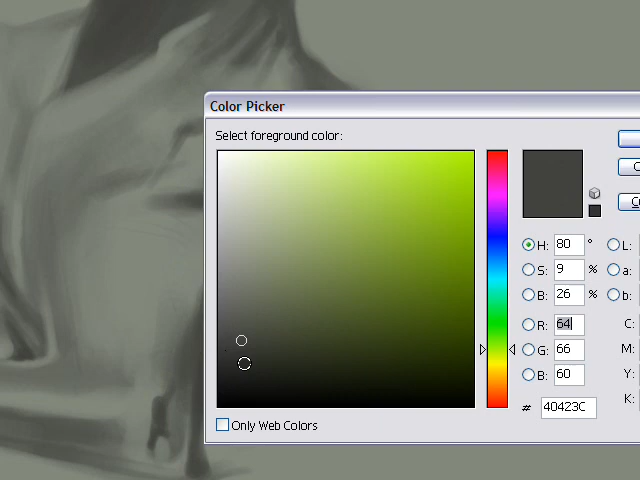 Color Picker
Select foreground color:
H: 80 ° L:
S: 9 % a:
B: 26 % b:
R: 64 C:
G: 66 M:
B: 60 Y:
K:
# 40423C
Only Web Colors